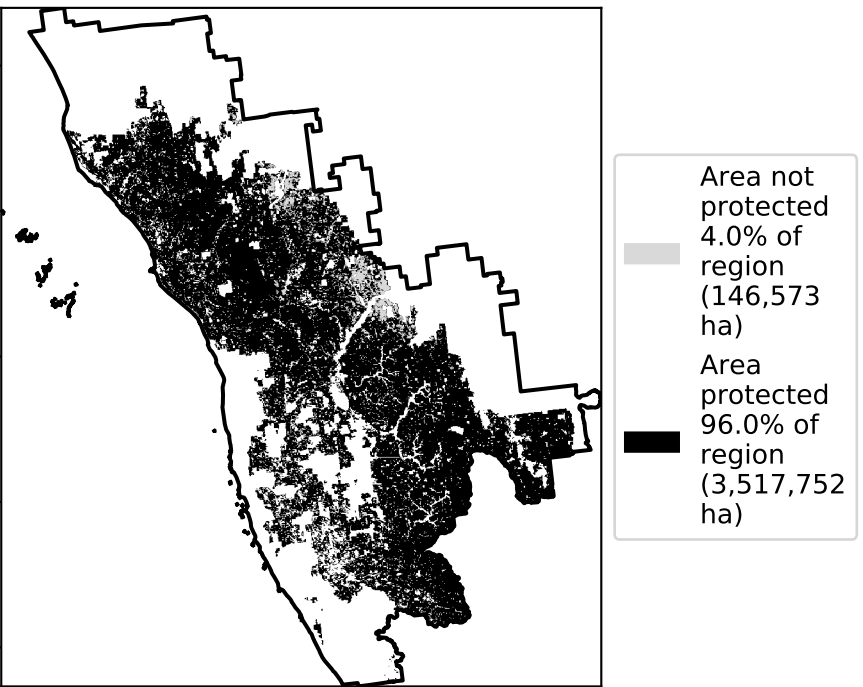 Area not
protected
4.0% of
region
(146,573
ha)
Area
protected
96.0% of
region
(3,517,752
ha)